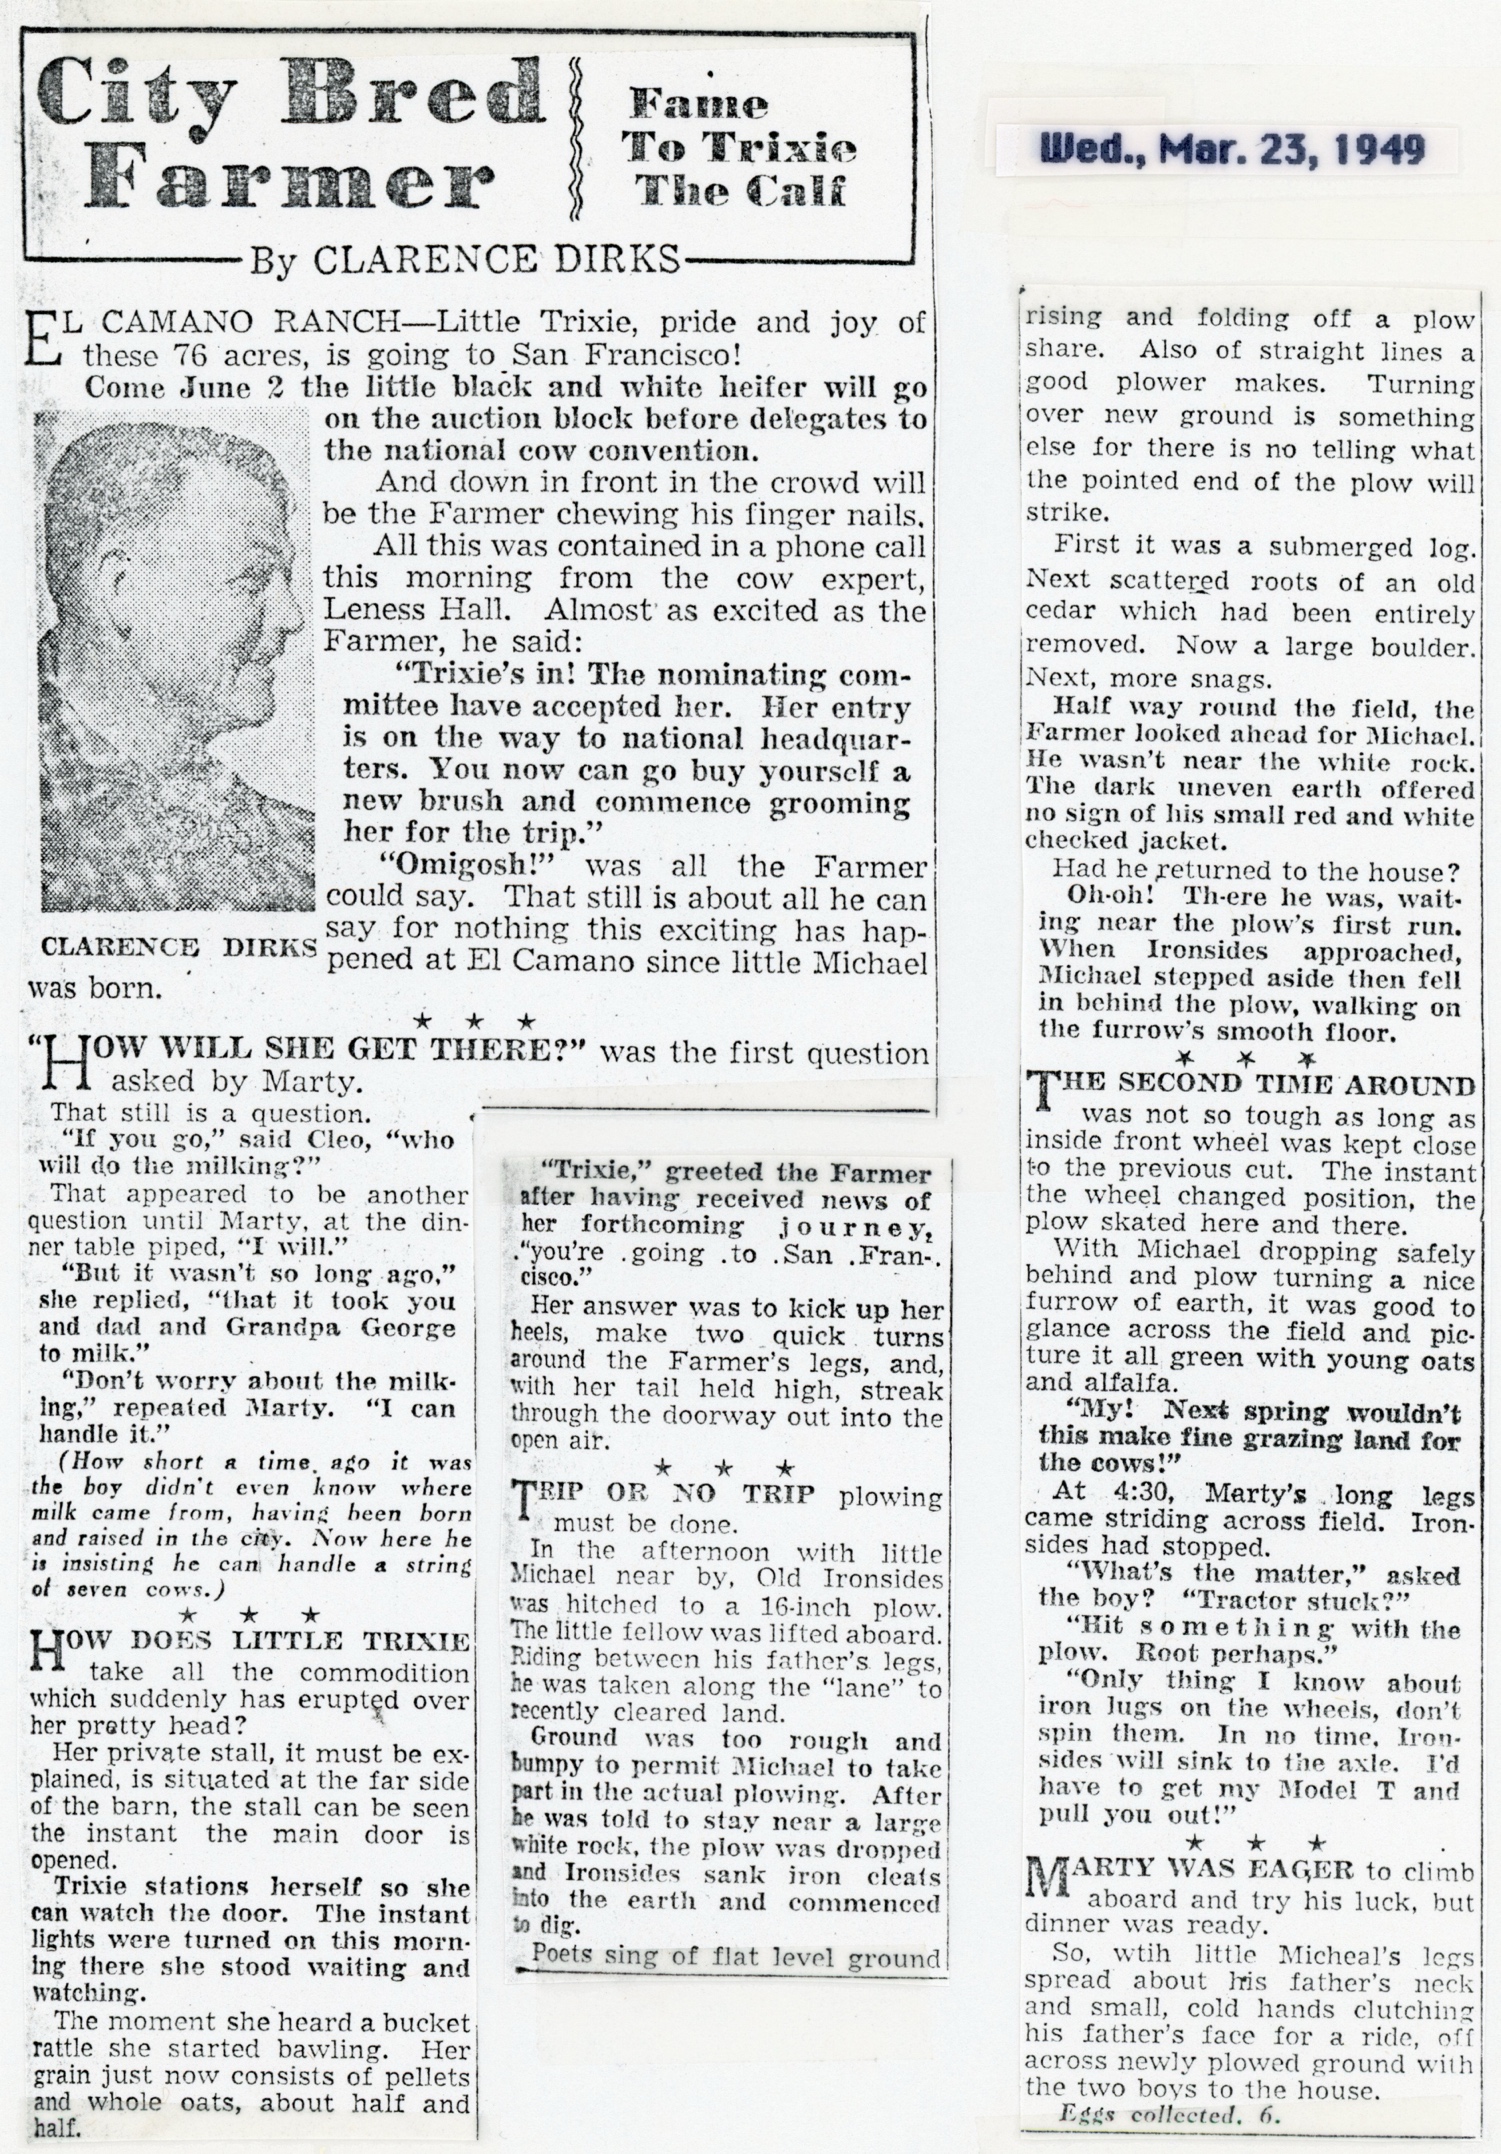 City Bred
Farmer
Fame
To Trixie
The Calf
By CLARENCE DIRKS
Wed., Mar. 23, 1949
EL CAMANO RANCH—Little Trixie, pride and joy of
these 76 acres, is going to San Francisco!
Come June 2 the little black and white heifer will go
on the auction block before delegates to
the national cow convention.
And down in front in the crowd will
be the Farmer chewing his finger nails.
All this was contained in a phone call
this morning from the cow expert,
Leness Hall. Almost as excited as the
Farmer, he said:
“Trixie’s in! The nominating com-
mittee have accepted her. Her entry
is on the way to national headquar-
ters. You now can go buy yourself a
new brush and commence grooming
her for the trip.”
“Omigosh!” was all the Farmer
could say. That still is about all he can
say for nothing this exciting has hap-
pened at El Camano since little Michael
was born.
CLARENCE DIRKS
★ ★ ★
“HOW WILL SHE GET THERE?” was the first question
asked by Marty.
That still is a question.
“If you go,” said Cleo, “who
will do the milking?”
That appeared to be another
question until Marty, at the din-
ner table piped, “I will.”
“But it wasn’t so long ago,”
she replied, “that it took you
and dad and Grandpa George
to milk.”
“Don’t worry about the milk-
ing,” repeated Marty. “I can
handle it.”
(How short a time ago it was
the boy didn’t even know where
milk came from, having been born
and raised in the city. Now here he
is insisting he can handle a string
of seven cows.)
★ ★ ★
HOW DOES LITTLE TRIXIE
take all the commodition
which suddenly has erupted over
her pretty head?
Her private stall, it must be ex-
plained, is situated at the far side
of the barn, the stall can be seen
the instant the main door is
opened.
Trixie stations herself so she
can watch the door. The instant
lights were turned on this morn-
ing there she stood waiting and
watching.
The moment she heard a bucket
rattle she started bawling. Her
grain just now consists of pellets
and whole oats, about half and
half.
“Trixie,” greeted the Farmer
after having received news of
her forthcoming journey,
.“you’re .going .to .San .Fran-.
cisco.”
Her answer was to kick up her
heels, make two quick turns
around the Farmer’s legs, and,
with her tail held high, streak
through the doorway out into the
open air.
★ ★ ★
TRIP OR NO TRIP plowing
must be done.
In the afternoon with little
Michael near by, Old Ironsides
was hitched to a 16-inch plow.
The little fellow was lifted aboard.
Riding between his father’s legs,
he was taken along the “lane” to
recently cleared land.
Ground was too rough and
bumpy to permit Michael to take
part in the actual plowing. After
he was told to stay near a large
white rock, the plow was dropped
and Ironsides sank iron cleats
into the earth and commenced
to dig.
Poets sing of flat level ground
rising and folding off a plow
share. Also of straight lines a
good plower makes. Turning
over new ground is something
else for there is no telling what
the pointed end of the plow will
strike.
First it was a submerged log.
Next scattered roots of an old
cedar which had been entirely
removed. Now a large boulder.
Next, more snags.
Half way round the field, the
Farmer looked ahead for Michael.
He wasn’t near the white rock.
The dark uneven earth offered
no sign of his small red and white
checked jacket.
Had he returned to the house?
Oh-oh! Th-ere he was, wait-
ing near the plow’s first run.
When Ironsides approached,
Michael stepped aside then fell
in behind the plow, walking on
the furrow’s smooth floor.
★ ★ ★
THE SECOND TIME AROUND
was not so tough as long as
inside front wheel was kept close
to the previous cut. The instant
the wheel changed position, the
plow skated here and there.
With Michael dropping safely
behind and plow turning a nice
furrow of earth, it was good to
glance across the field and pic-
ture it all green with young oats
and alfalfa.
“My! Next spring wouldn’t
this make fine grazing land for
the cows!”
At 4:30, Marty’s long legs
came striding across field. Iron-
sides had stopped.
“What’s the matter,” asked
the boy? “Tractor stuck?”
“Hit something with the
plow. Root perhaps.”
“Only thing I know about
iron lugs on the wheels, don’t
spin them. In no time, Iron-
sides will sink to the axle. I’d
have to get my Model T and
pull you out!”
★ ★ ★
MARTY WAS EAGER to climb
aboard and try his luck, but
dinner was ready.
So, wtih little Micheal’s legs
spread about his father’s neck
and small, cold hands clutching
his father’s face for a ride, off
across newly plowed ground with
the two boys to the house.
Eggs collected. 6.